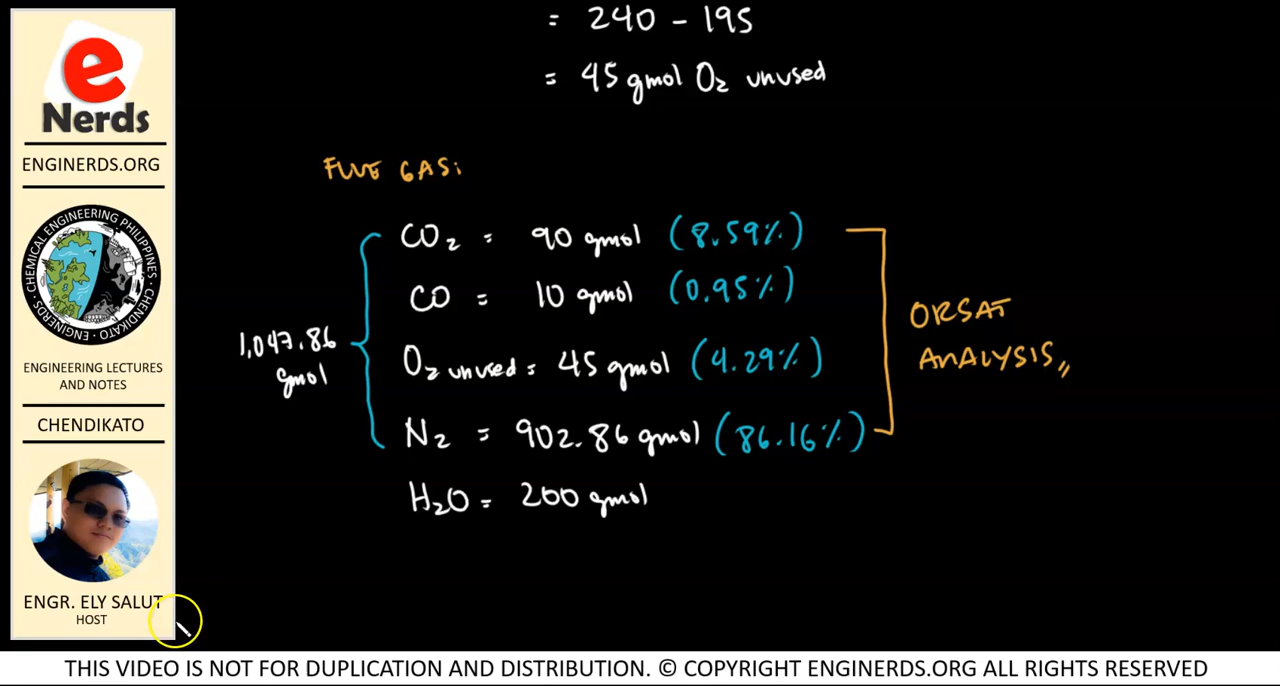 = 240 - 195
= 45 gmol O₂ unused
e
Nerds
ENGINERDS.ORG
CHEMICAL ENGINEERING PHILIPPINES
CHENDIKATO ENGINERDS
ENGINEERING LECTURES
AND NOTES
CHENDIKATO
ENGR. ELY SALUT
HOST
FLUE GAS:
CO₂ = 90 gmol (8.59%)
CO = 10 gmol (0.95%)
O₂ unused = 45 gmol (4.29%)
N₂ = 902.86 gmol (86.16%)
H₂O = 200 gmol
1,047.86
gmol
ORSAT
ANALYSIS,,
THIS VIDEO IS NOT FOR DUPLICATION AND DISTRIBUTION. © COPYRIGHT ENGINERDS.ORG ALL RIGHTS RESERVED